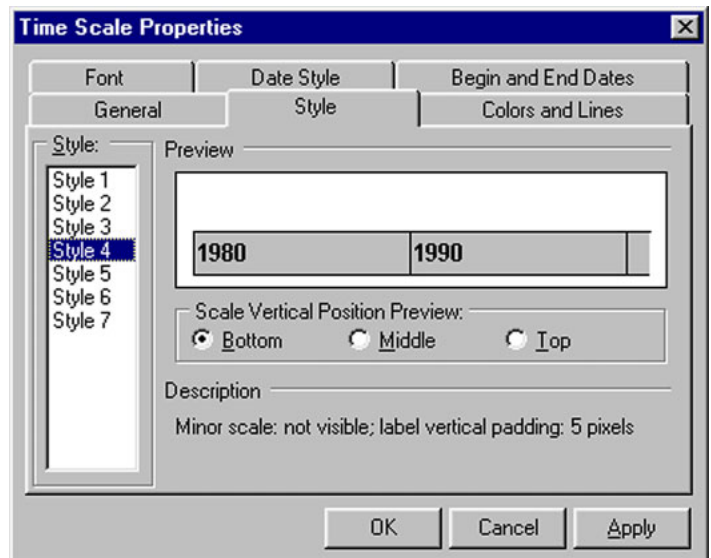 Time Scale Properties
Font Date Style Begin and End Dates
General Style Colors and Lines
Style:
Style 1
Style 2
Style 3
Style 4
Style 5
Style 6
Style 7
Preview
1980 1990
Scale Vertical Position Preview:
Bottom Middle Top
Description
Minor scale: not visible; label vertical padding: 5 pixels
OK Cancel Apply